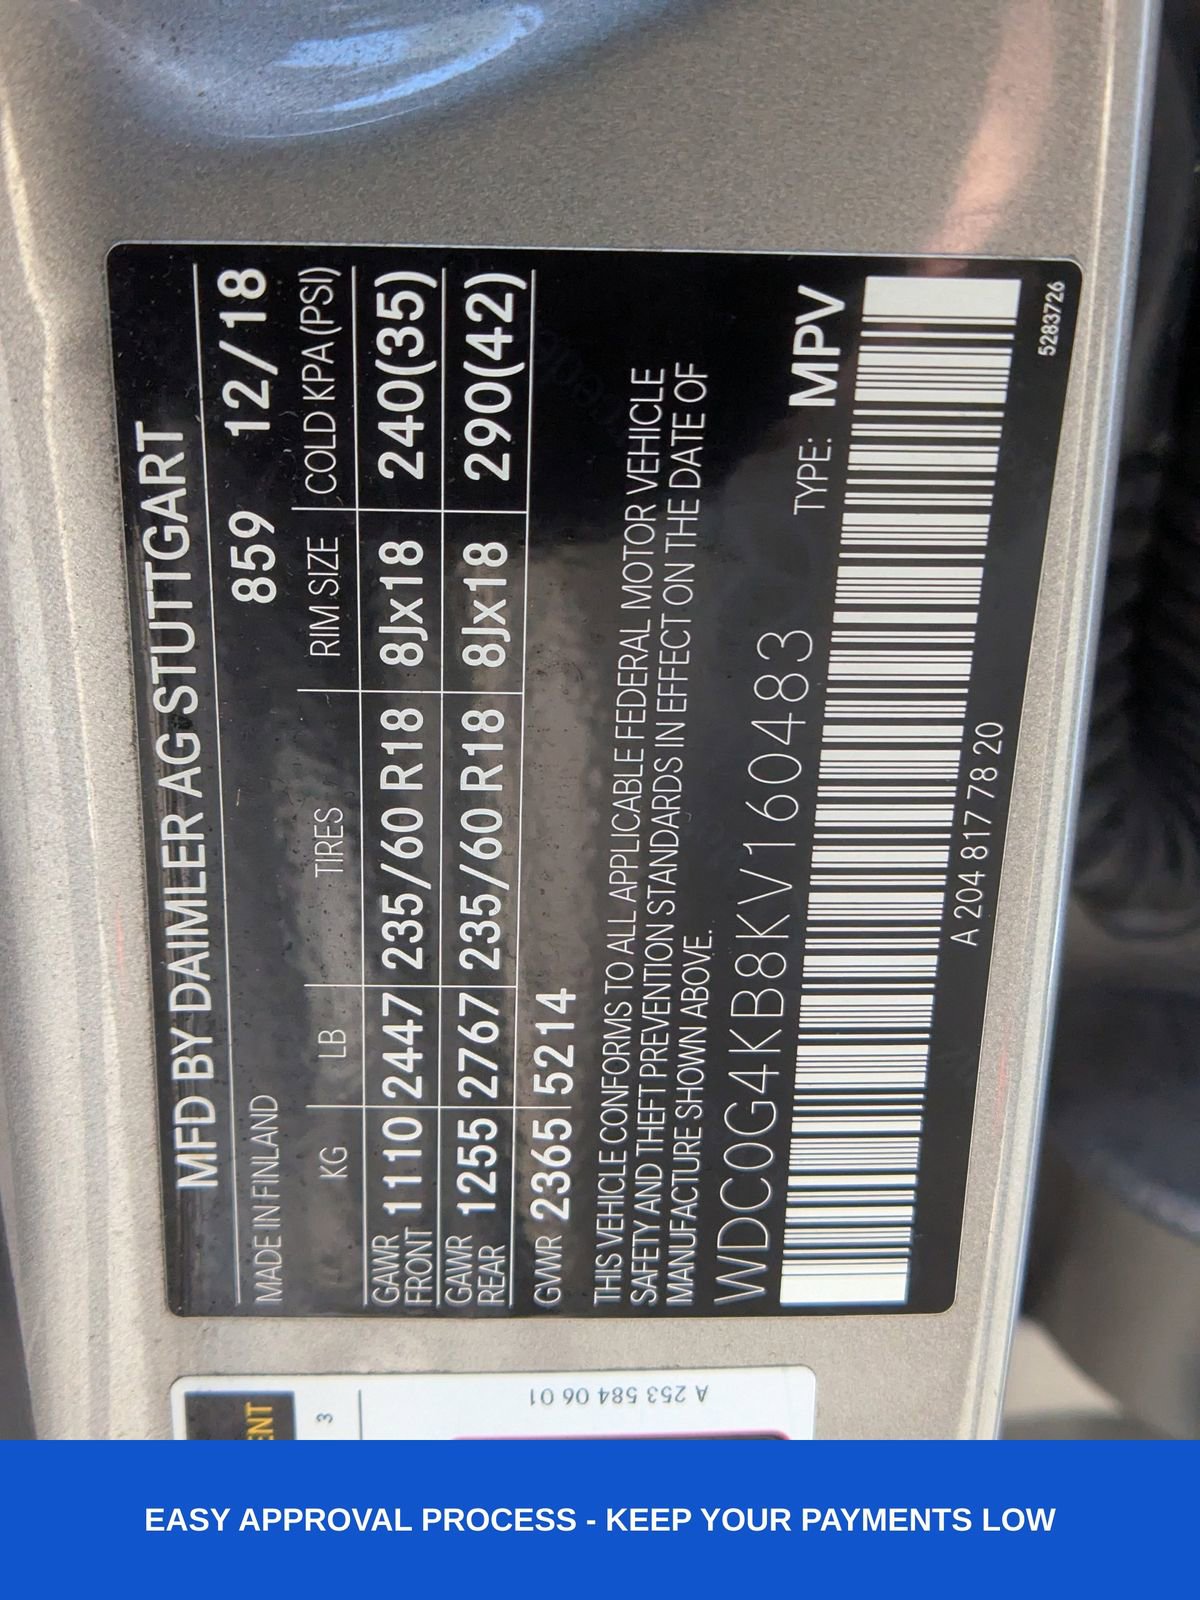 MFD BY DAIMLER AG STUTTGART
MADE IN FINLAND 859 12/18
KG LB TIRES RIM SIZE COLD KPA(PSI)
GAWR FRONT 1110 2447 235/60 R18 8Jx18 240(35)
GAWR REAR 1255 2767 235/60 R18 8Jx18 290(42)
GVWR 2365 5214
THIS VEHICLE CONFORMS TO ALL APPLICABLE FEDERAL MOTOR VEHICLE
SAFETY AND THEFT PREVENTION STANDARDS IN EFFECT ON THE DATE OF
MANUFACTURE SHOWN ABOVE.
WDC0G4KB8KV160483 TYPE: MPV
A 204 817 78 20
5283726
3
A 253 584 06 01
EASY APPROVAL PROCESS - KEEP YOUR PAYMENTS LOW